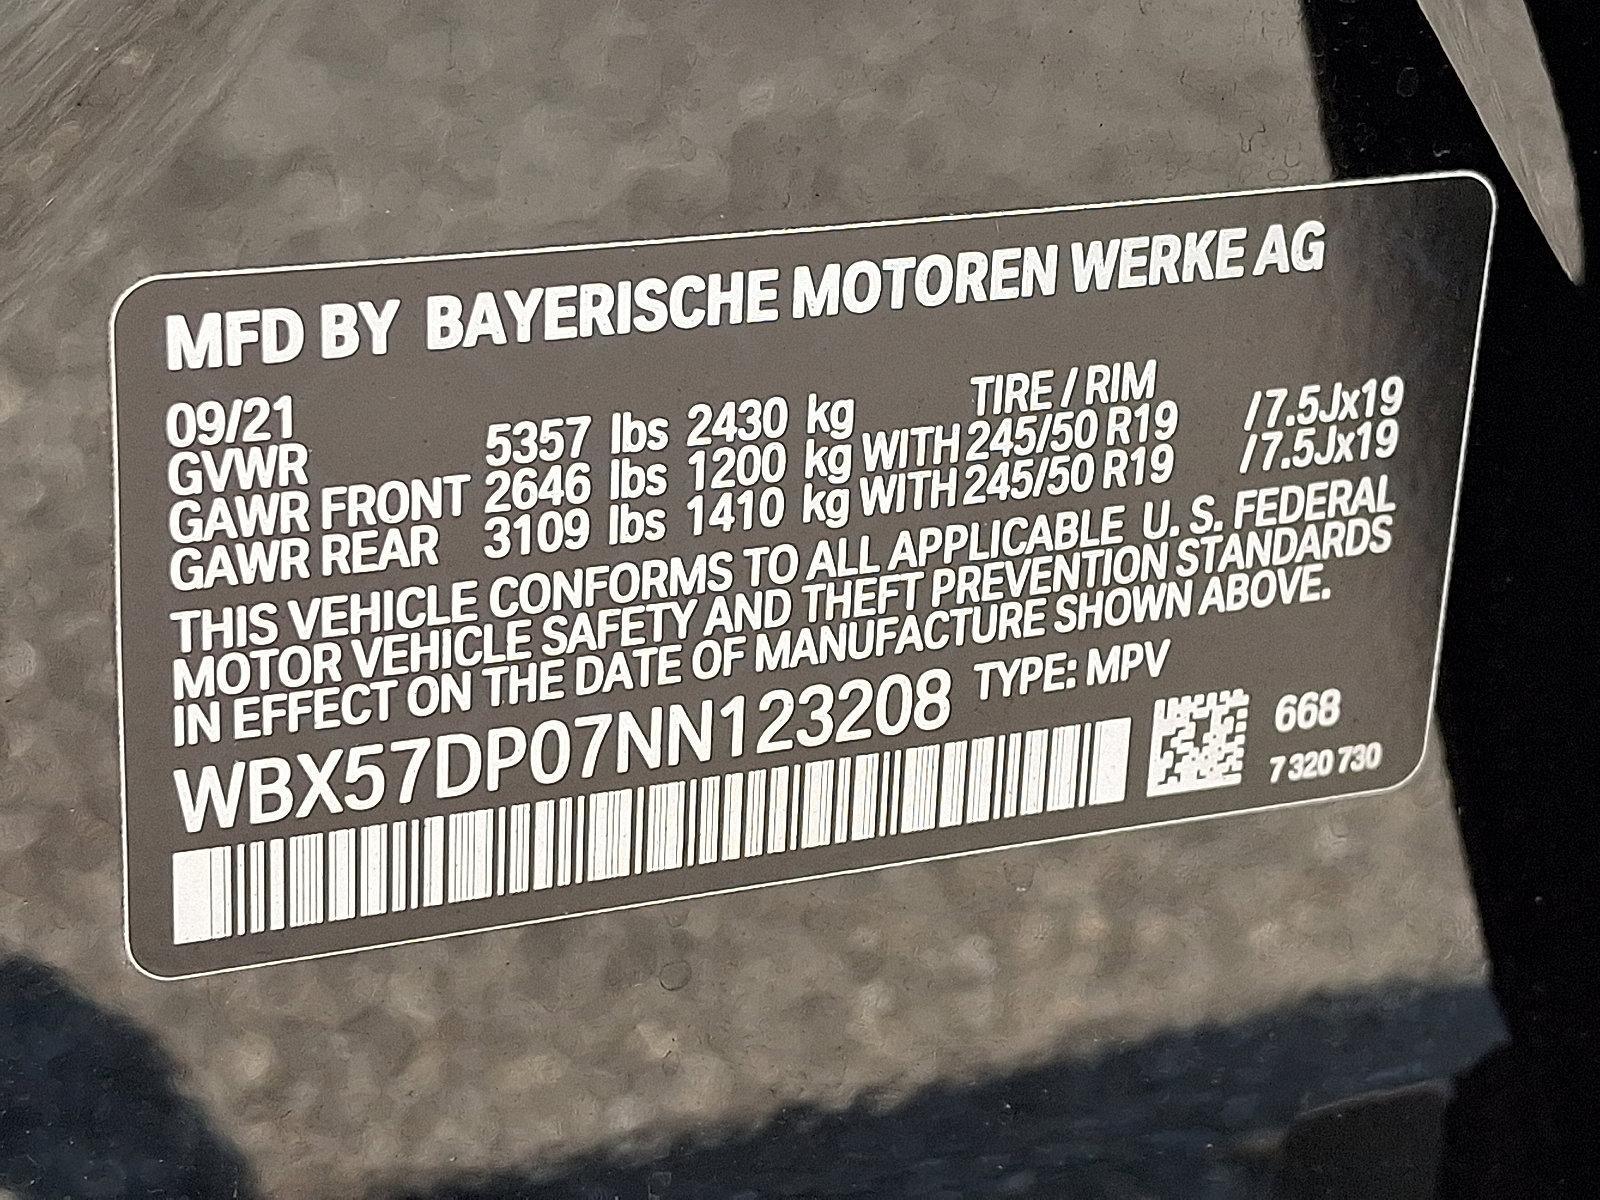 MFD BY BAYERISCHE MOTOREN WERKE AG
09/21 TIRE / RIM
GVWR 5357 lbs 2430 kg
GAWR FRONT 2646 lbs 1200 kg WITH 245/50 R19 /7.5Jx19
GAWR REAR 3109 lbs 1410 kg WITH 245/50 R19 /7.5Jx19
THIS VEHICLE CONFORMS TO ALL APPLICABLE U. S. FEDERAL
MOTOR VEHICLE SAFETY AND THEFT PREVENTION STANDARDS
IN EFFECT ON THE DATE OF MANUFACTURE SHOWN ABOVE.
WBX57DP07NN123208 TYPE: MPV
668
7 320 730